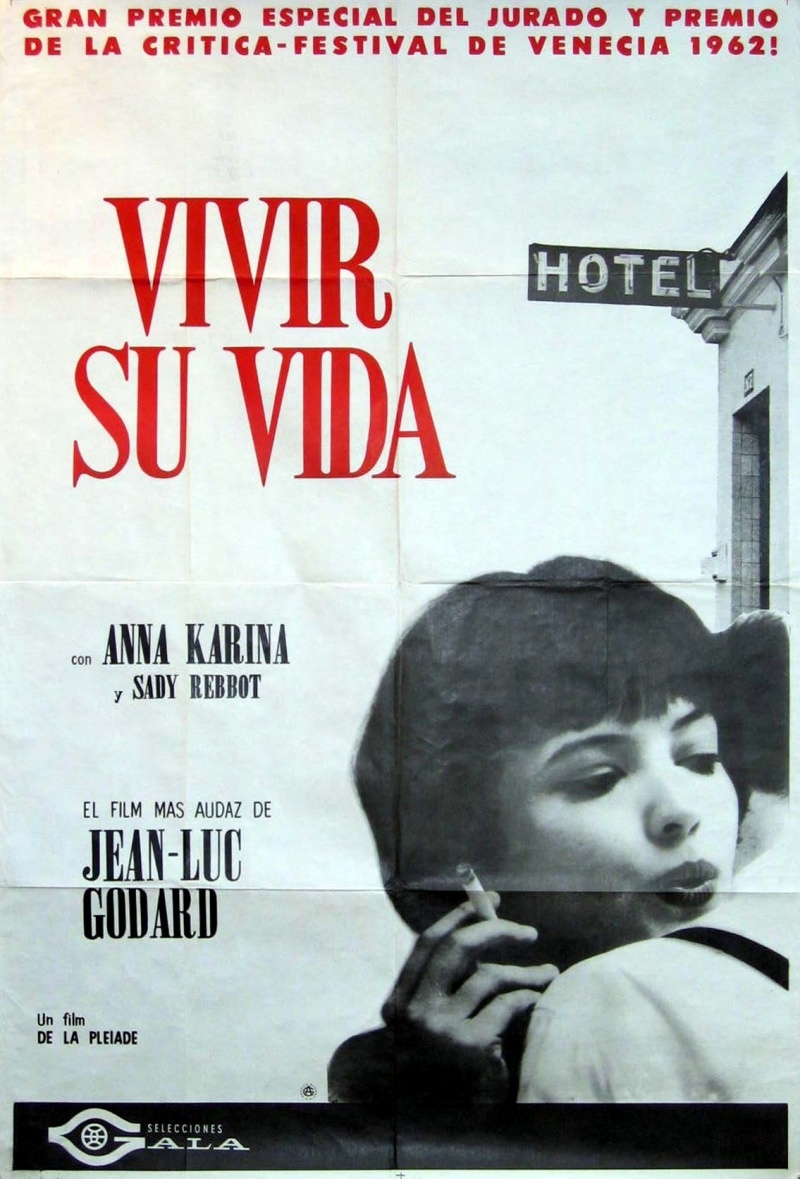 GRAN PREMIO ESPECIAL DEL JURADO Y PREMIO
DE LA CRITICA-FESTIVAL DE VENECIA 1962!
VIVIR
SU VIDA
HOTEL
con ANNA KARINA
y SADY REBBOT
EL FILM MAS AUDAZ DE
JEAN-LUC
GODARD
Un film
DE LA PLEIADE
SELECCIONES
GALA